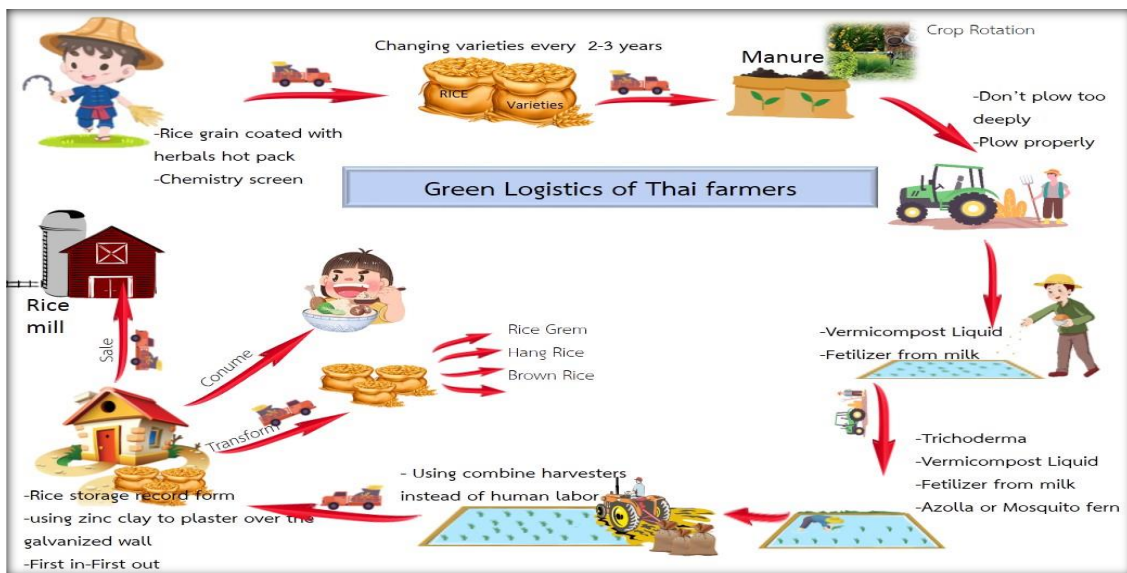 Changing varieties every 2-3 years
Manure
Crop Rotation
RICE
Varieties
-Rice grain coated with
herbals hot pack
-Chemistry screen
-Don't plow too
deeply
-Plow properly
Green Logistics of Thai farmers
Rice
mill
Sale
Conume
Transform
Rice Grem
Hang Rice
Brown Rice
-Vermicompost Liquid
-Fetilizer from milk
-Trichoderma
-Vermicompost Liquid
-Fetilizer from milk
-Azolla or Mosquito fern
- Using combine harvesters
instead of human labor
-Rice storage record form
-using zinc clay to plaster over the
galvanized wall
-First in-First out